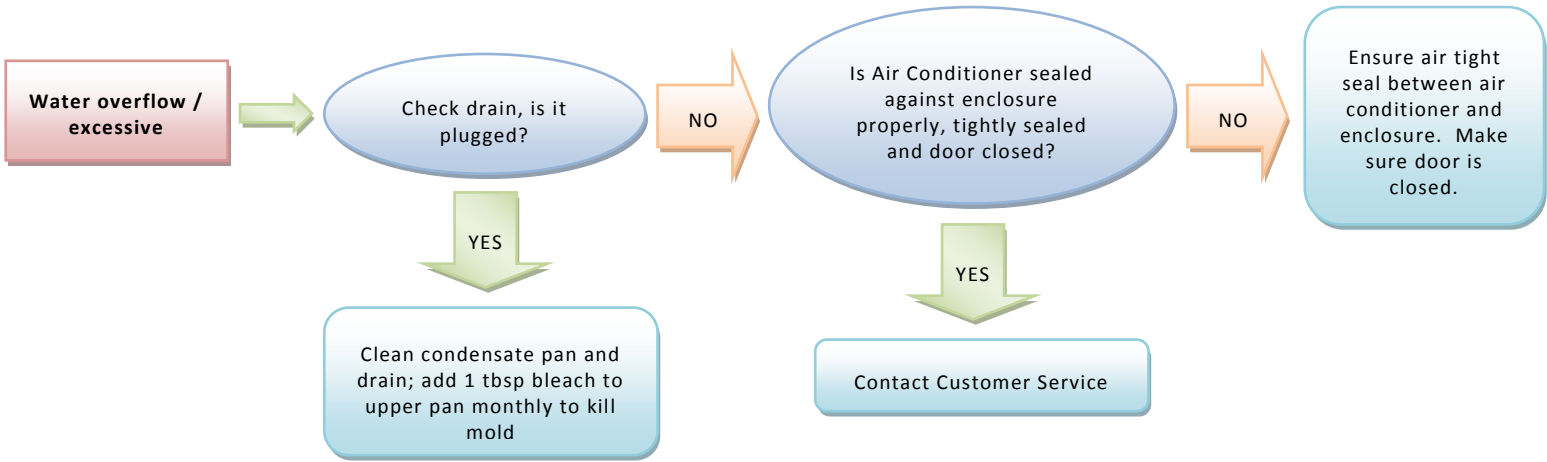 Water overflow /
excessive
Check drain, is it
plugged?
NO
Is Air Conditioner sealed
against enclosure
properly, tightly sealed
and door closed?
NO
Ensure air tight
seal between air
conditioner and
enclosure.  Make
sure door is
closed.
YES
Clean condensate pan and
drain; add 1 tbsp bleach to
upper pan monthly to kill
mold
YES
Contact Customer Service